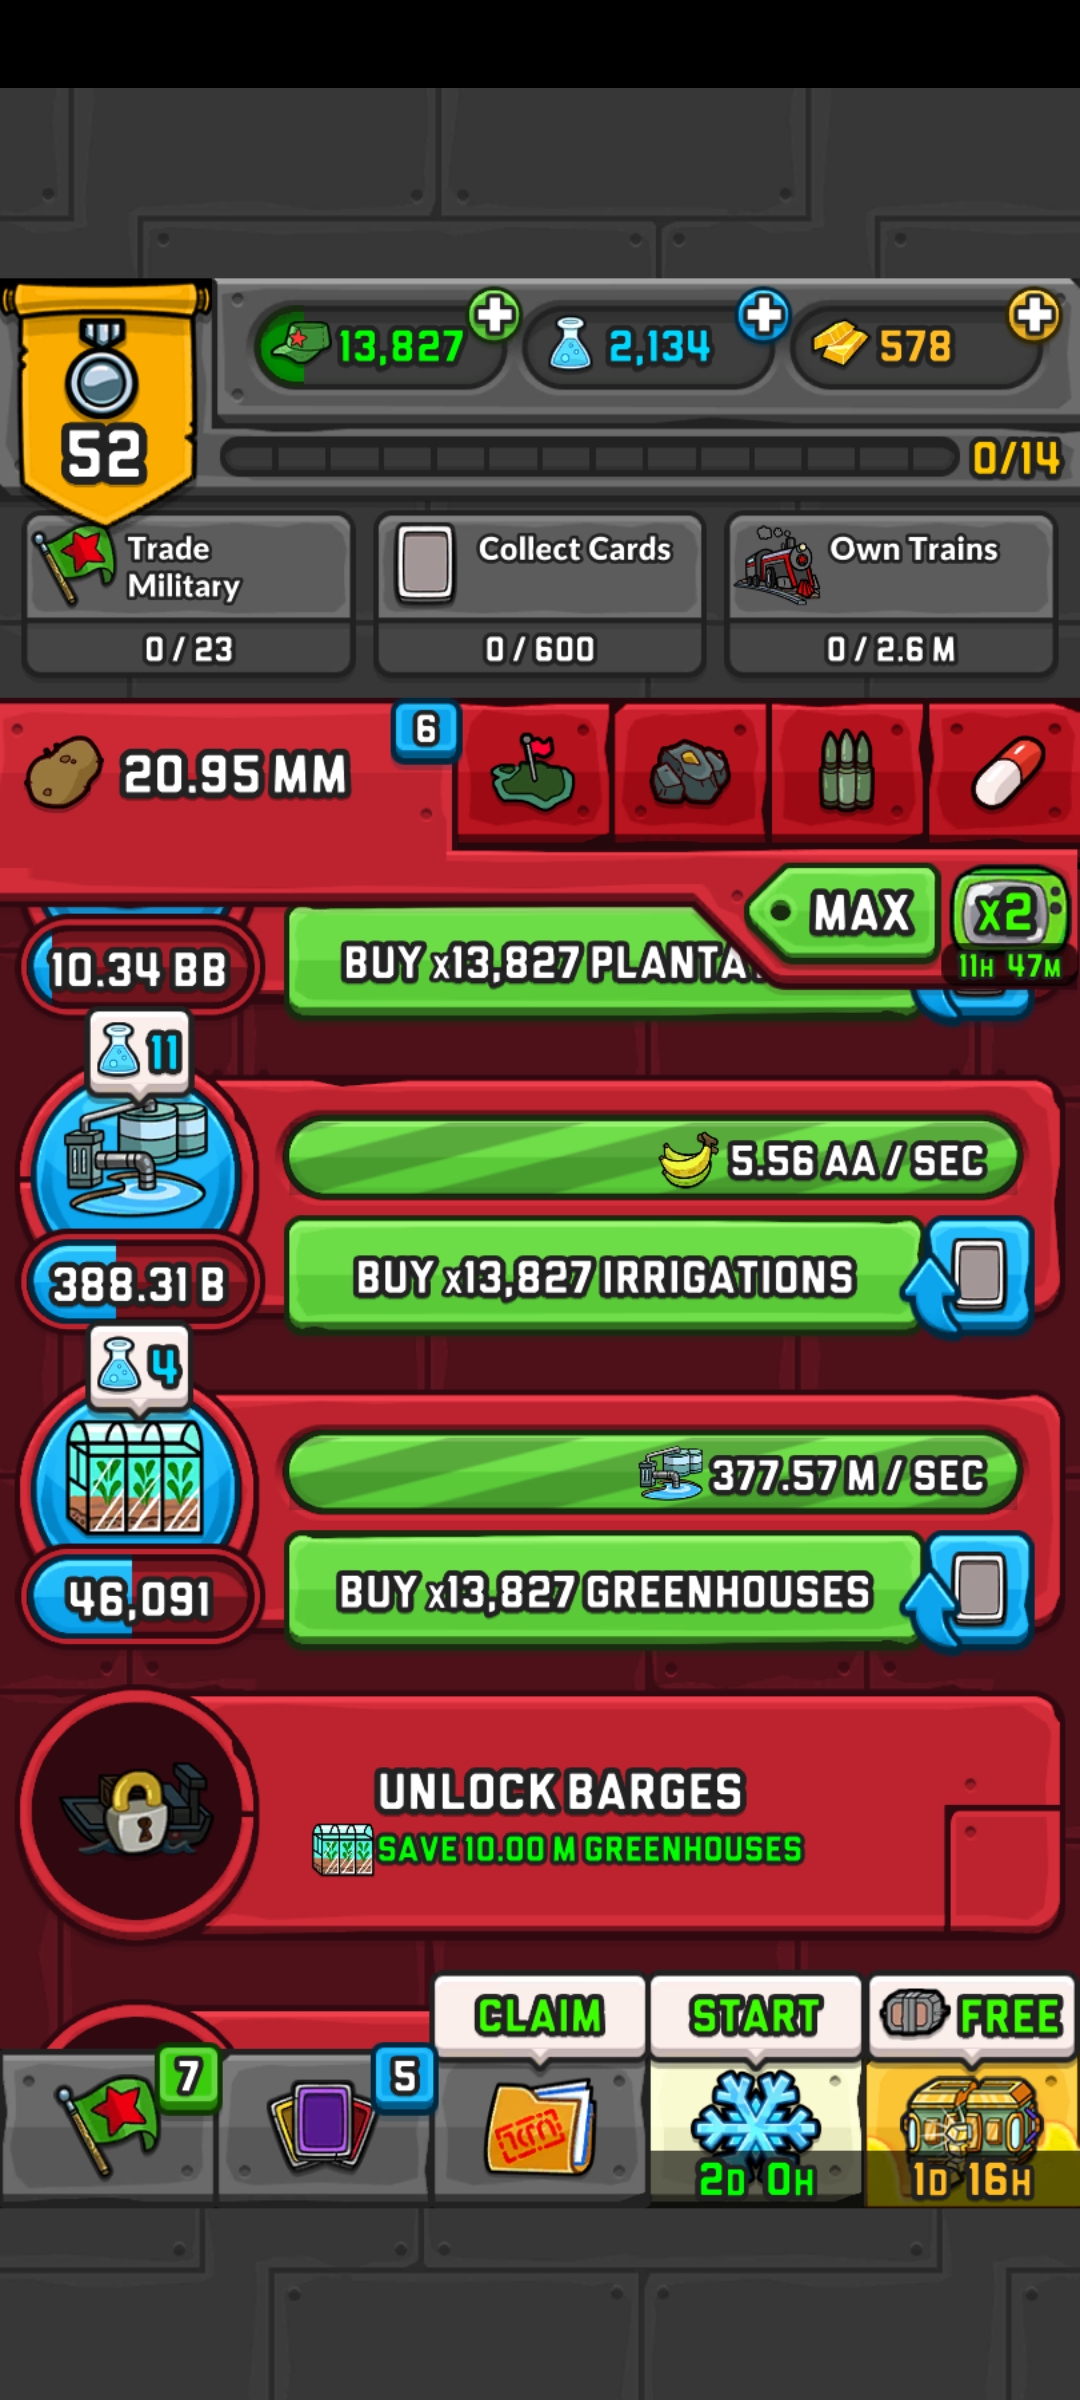 13,827
2,134
578
52
0/14
Trade
Military
Collect Cards
Own Trains
0 / 23
0 / 600
0 / 2.6 M
6
20.95 MM
MAX
x2
11H 47M
10.34 BB
BUY x13,827 PLANTA
11
5.56 AA / SEC
388.31 B
BUY x13,827 IRRIGATIONS
4
377.57 M / SEC
46,091
BUY x13,827 GREENHOUSES
UNLOCK BARGES
SAVE 10.00 M GREENHOUSES
CLAIM
START
FREE
7
5
2D 0H
1D 16H